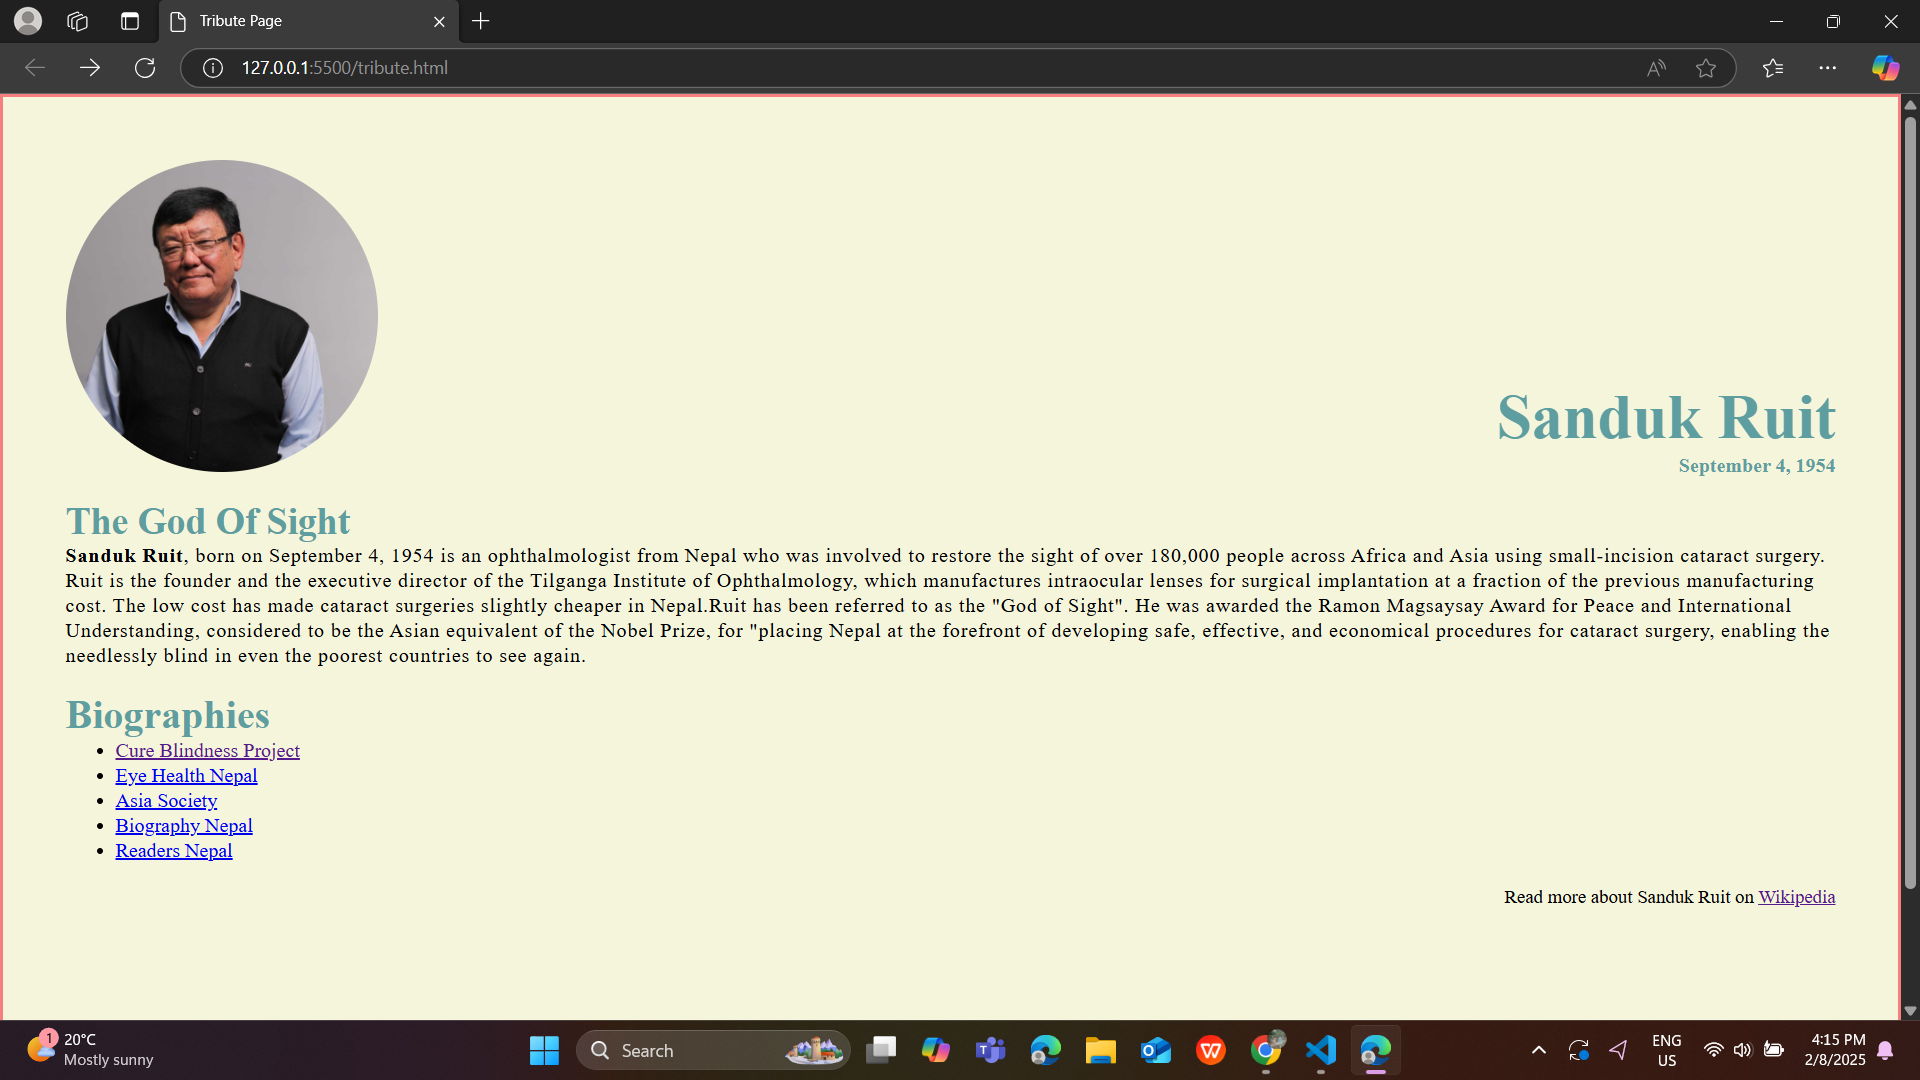 Tribute Page
127.0.0.1:5500/tribute.html
Sanduk Ruit
September 4, 1954
The God Of Sight
Sanduk Ruit, born on September 4, 1954 is an ophthalmologist from Nepal who was involved to restore the sight of over 180,000 people across Africa and Asia using small-incision cataract surgery.
Ruit is the founder and the executive director of the Tilganga Institute of Ophthalmology, which manufactures intraocular lenses for surgical implantation at a fraction of the previous manufacturing
cost. The low cost has made cataract surgeries slightly cheaper in Nepal.Ruit has been referred to as the "God of Sight". He was awarded the Ramon Magsaysay Award for Peace and International
Understanding, considered to be the Asian equivalent of the Nobel Prize, for "placing Nepal at the forefront of developing safe, effective, and economical procedures for cataract surgery, enabling the
needlessly blind in even the poorest countries to see again.
Biographies
• Cure Blindness Project
• Eye Health Nepal
• Asia Society
• Biography Nepal
• Readers Nepal
Read more about Sanduk Ruit on Wikipedia
1
20°C
Mostly sunny
Search
ENG
US
4:15 PM
2/8/2025